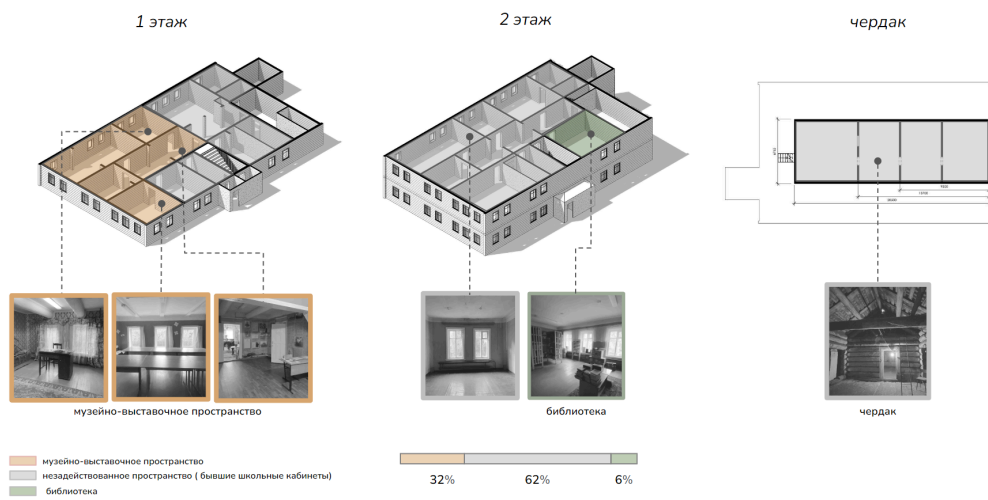 1 этаж
2 этаж
чердак
музейно-выставочное пространство
библиотека
чердак
музейно-выставочное пространство
незадействованное пространство ( бывшие школьные кабинеты)
библиотека
32%
62%
6%